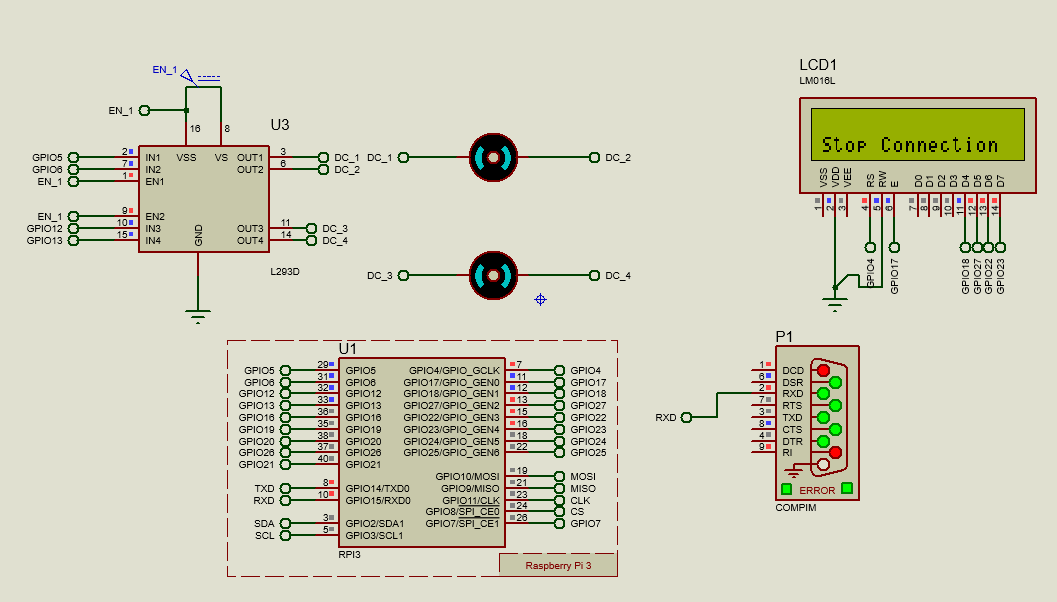 EN_1
EN_1
16
8
U3
GPIO5
2
IN1
VSS
VS
OUT1
3
DC_1
GPIO6
7
IN2
OUT2
6
DC_2
EN_1
1
EN1
EN_1
9
EN2
GPIO12
10
IN3
GND
OUT3
11
DC_3
GPIO13
15
IN4
OUT4
14
DC_4
L293D
DC_1
DC_2
DC_3
DC_4
LCD1
LM016L
Stop Connection
VSS
VDD
VEE
RS
RW
E
D0
D1
D2
D3
D4
D5
D6
D7
1
2
3
4
5
6
7
8
9
10
11
12
13
14
GPIO4
GPIO17
GPIO18
GPIO27
GPIO22
GPIO23
U1
GPIO5
29
GPIO5
GPIO4/GPIO_GCLK
7
GPIO4
GPIO6
31
GPIO6
GPIO17/GPIO_GEN0
11
GPIO17
GPIO12
32
GPIO12
GPIO18/GPIO_GEN1
12
GPIO18
GPIO13
33
GPIO13
GPIO27/GPIO_GEN2
13
GPIO27
GPIO16
36
GPIO16
GPIO22/GPIO_GEN3
15
GPIO22
GPIO19
35
GPIO19
GPIO23/GPIO_GEN4
16
GPIO23
GPIO20
38
GPIO20
GPIO24/GPIO_GEN5
18
GPIO24
GPIO26
37
GPIO26
GPIO25/GPIO_GEN6
22
GPIO25
GPIO21
40
GPIO21
GPIO10/MOSI
19
MOSI
TXD
8
GPIO14/TXD0
GPIO9/MISO
21
MISO
RXD
10
GPIO15/RXD0
GPIO11/CLK
23
CLK
GPIO8/SPI_CE0
24
CS
SDA
3
GPIO2/SDA1
GPIO7/SPI_CE1
26
GPIO7
SCL
5
GPIO3/SCL1
RPI3
Raspberry Pi 3
P1
1
DCD
6
DSR
2
RXD
7
RTS
RXD
3
TXD
8
CTS
4
DTR
9
RI
ERROR
COMPIM